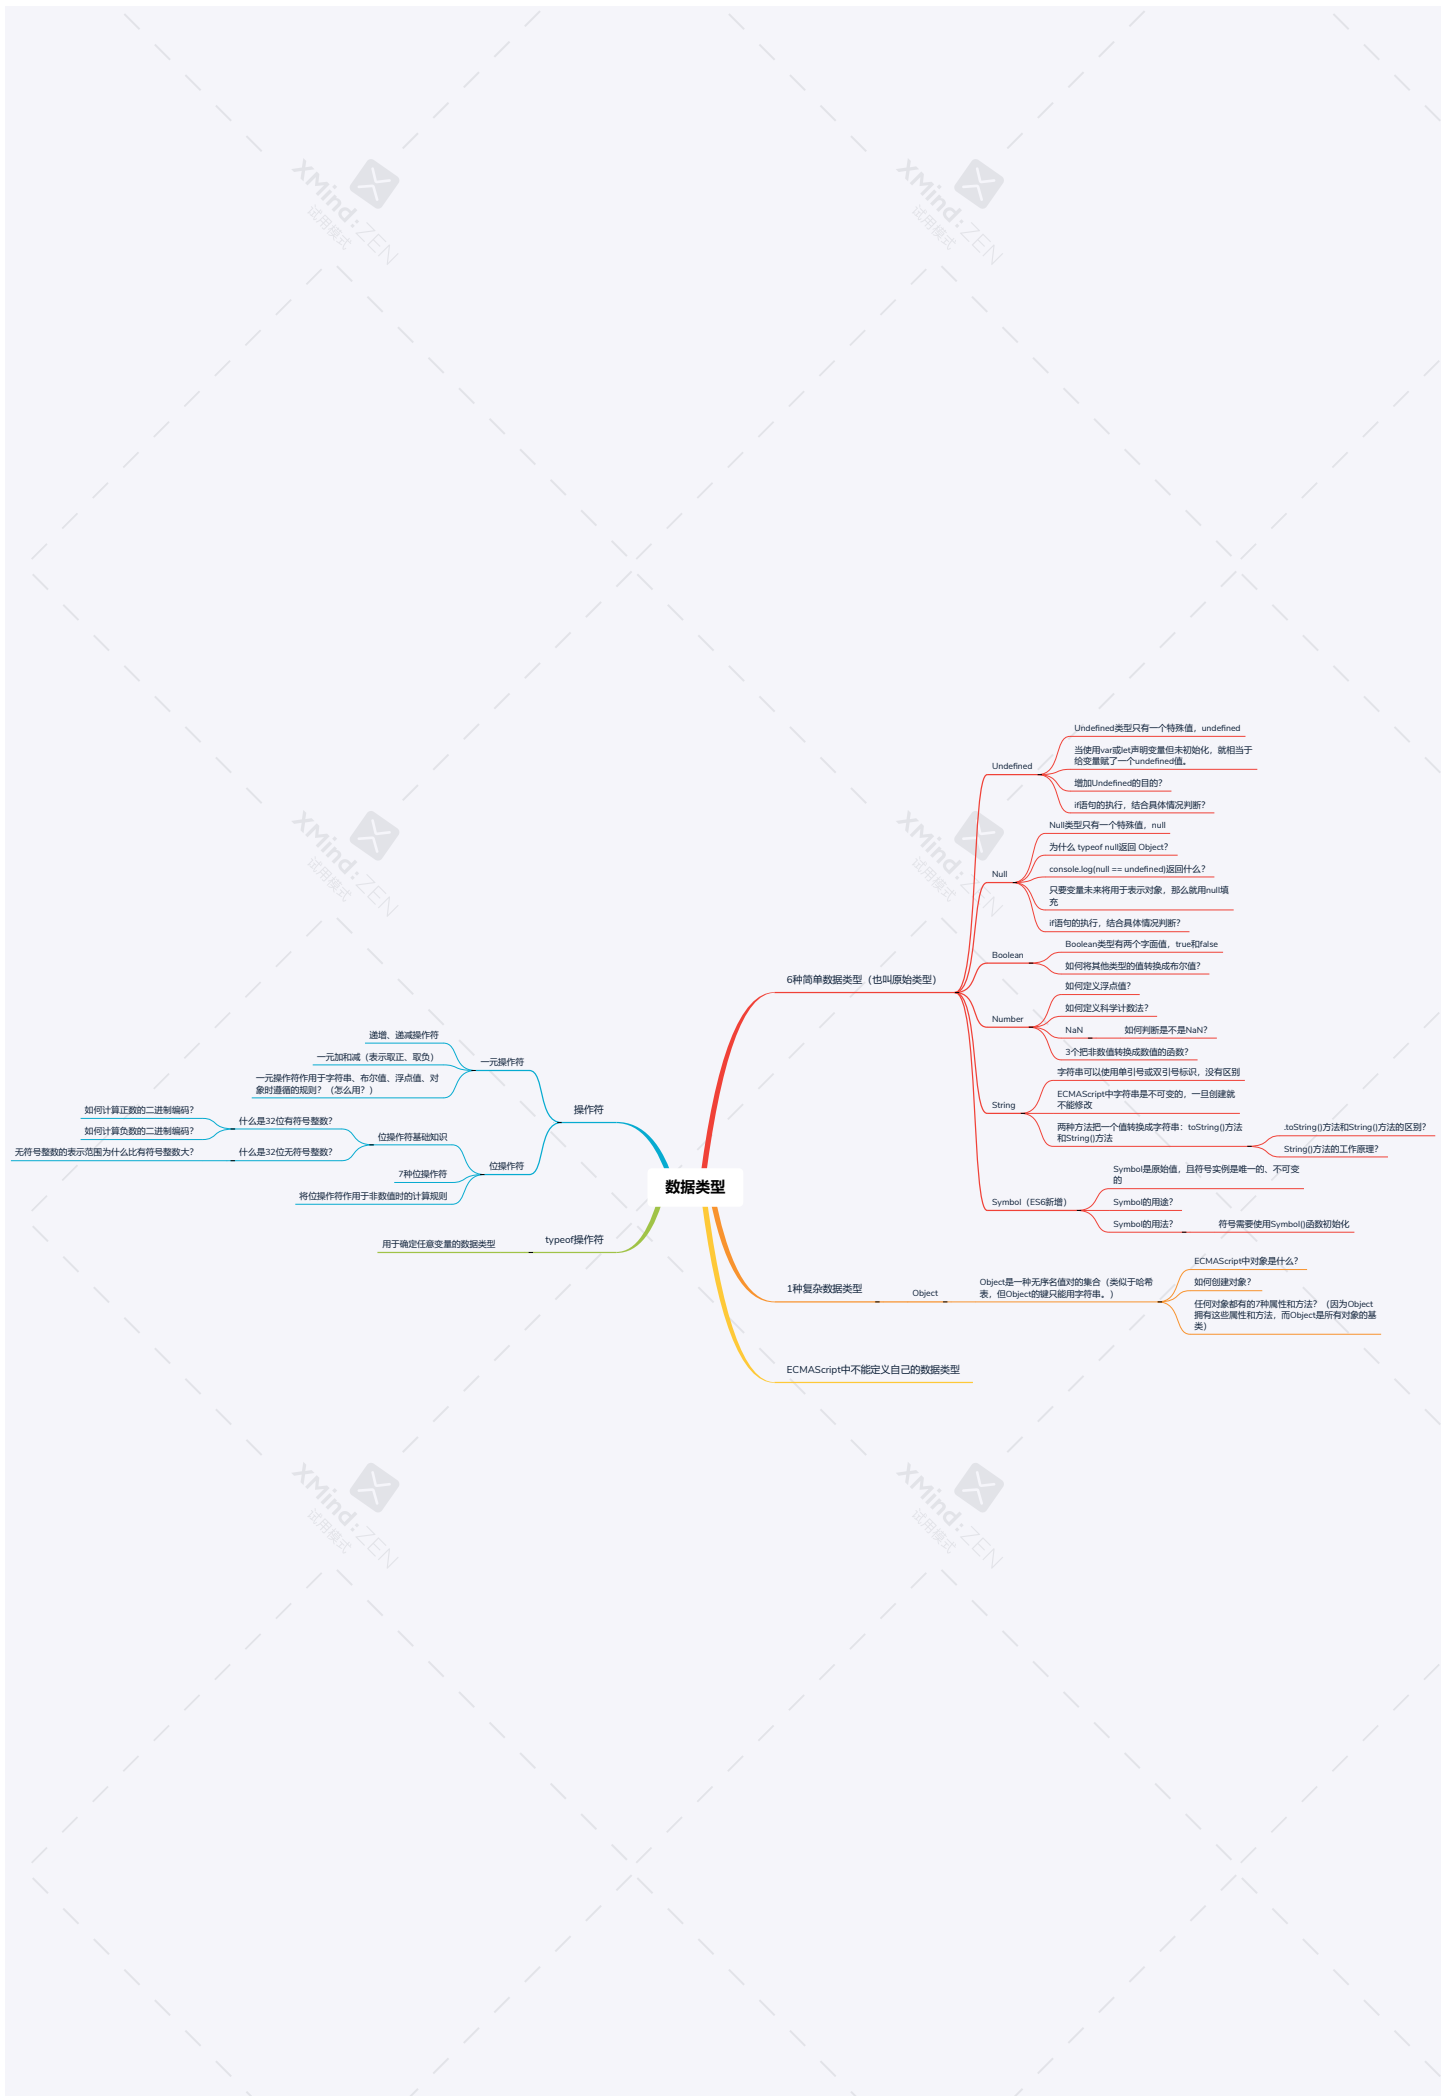 XMind:ZEN
试用模式
XMind:ZEN
试用模式
数据类型
6种简单数据类型（也叫原始类型）
Undefined
Undefined类型只有一个特殊值，undefined
当使用var或let声明变量但未初始化，就相当于
给变量赋了一个undefined值。
增加Undefined的目的？
if语句的执行，结合具体情况判断？
Null
Null类型只有一个特殊值，null
为什么 typeof null返回 Object？
console.log(null == undefined)返回什么？
只要变量未来将用于表示对象，那么就用null填
充
if语句的执行，结合具体情况判断？
Boolean
Boolean类型有两个字面值，true和false
如何将其他类型的值转换成布尔值？
Number
如何定义浮点值？
如何定义科学计数法？
NaN
如何判断是不是NaN？
3个把非数值转换成数值的函数？
String
字符串可以使用单引号或双引号标识，没有区别
ECMAScript中字符串是不可变的，一旦创建就
不能修改
两种方法把一个值转换成字符串：toString()方法
和String()方法
.toString()方法和String()方法的区别？
String()方法的工作原理？
Symbol（ES6新增）
Symbol是原始值，且符号实例是唯一的、不可变
的
Symbol的用途？
Symbol的用法？
符号需要使用Symbol()函数初始化
1种复杂数据类型
Object
Object是一种无序名值对的集合（类似于哈希
表，但Object的键只能用字符串。）
ECMAScript中对象是什么？
如何创建对象？
任何对象都有的7种属性和方法？（因为Object
拥有这些属性和方法，而Object是所有对象的基
类）
ECMAScript中不能定义自己的数据类型
操作符
一元操作符
递增、递减操作符
一元加和减（表示取正、取负）
一元操作符作用于字符串、布尔值、浮点值、对
象时遵循的规则？（怎么用？）
位操作符
位操作符基础知识
什么是32位有符号整数？
如何计算正数的二进制编码？
如何计算负数的二进制编码？
什么是32位无符号整数？
无符号整数的表示范围为什么比有符号整数大？
7种位操作符
将位操作符作用于非数值时的计算规则
typeof操作符
用于确定任意变量的数据类型
XMind:ZEN
试用模式
XMind:ZEN
试用模式
XMind:ZEN
试用模式
XMind:ZEN
试用模式